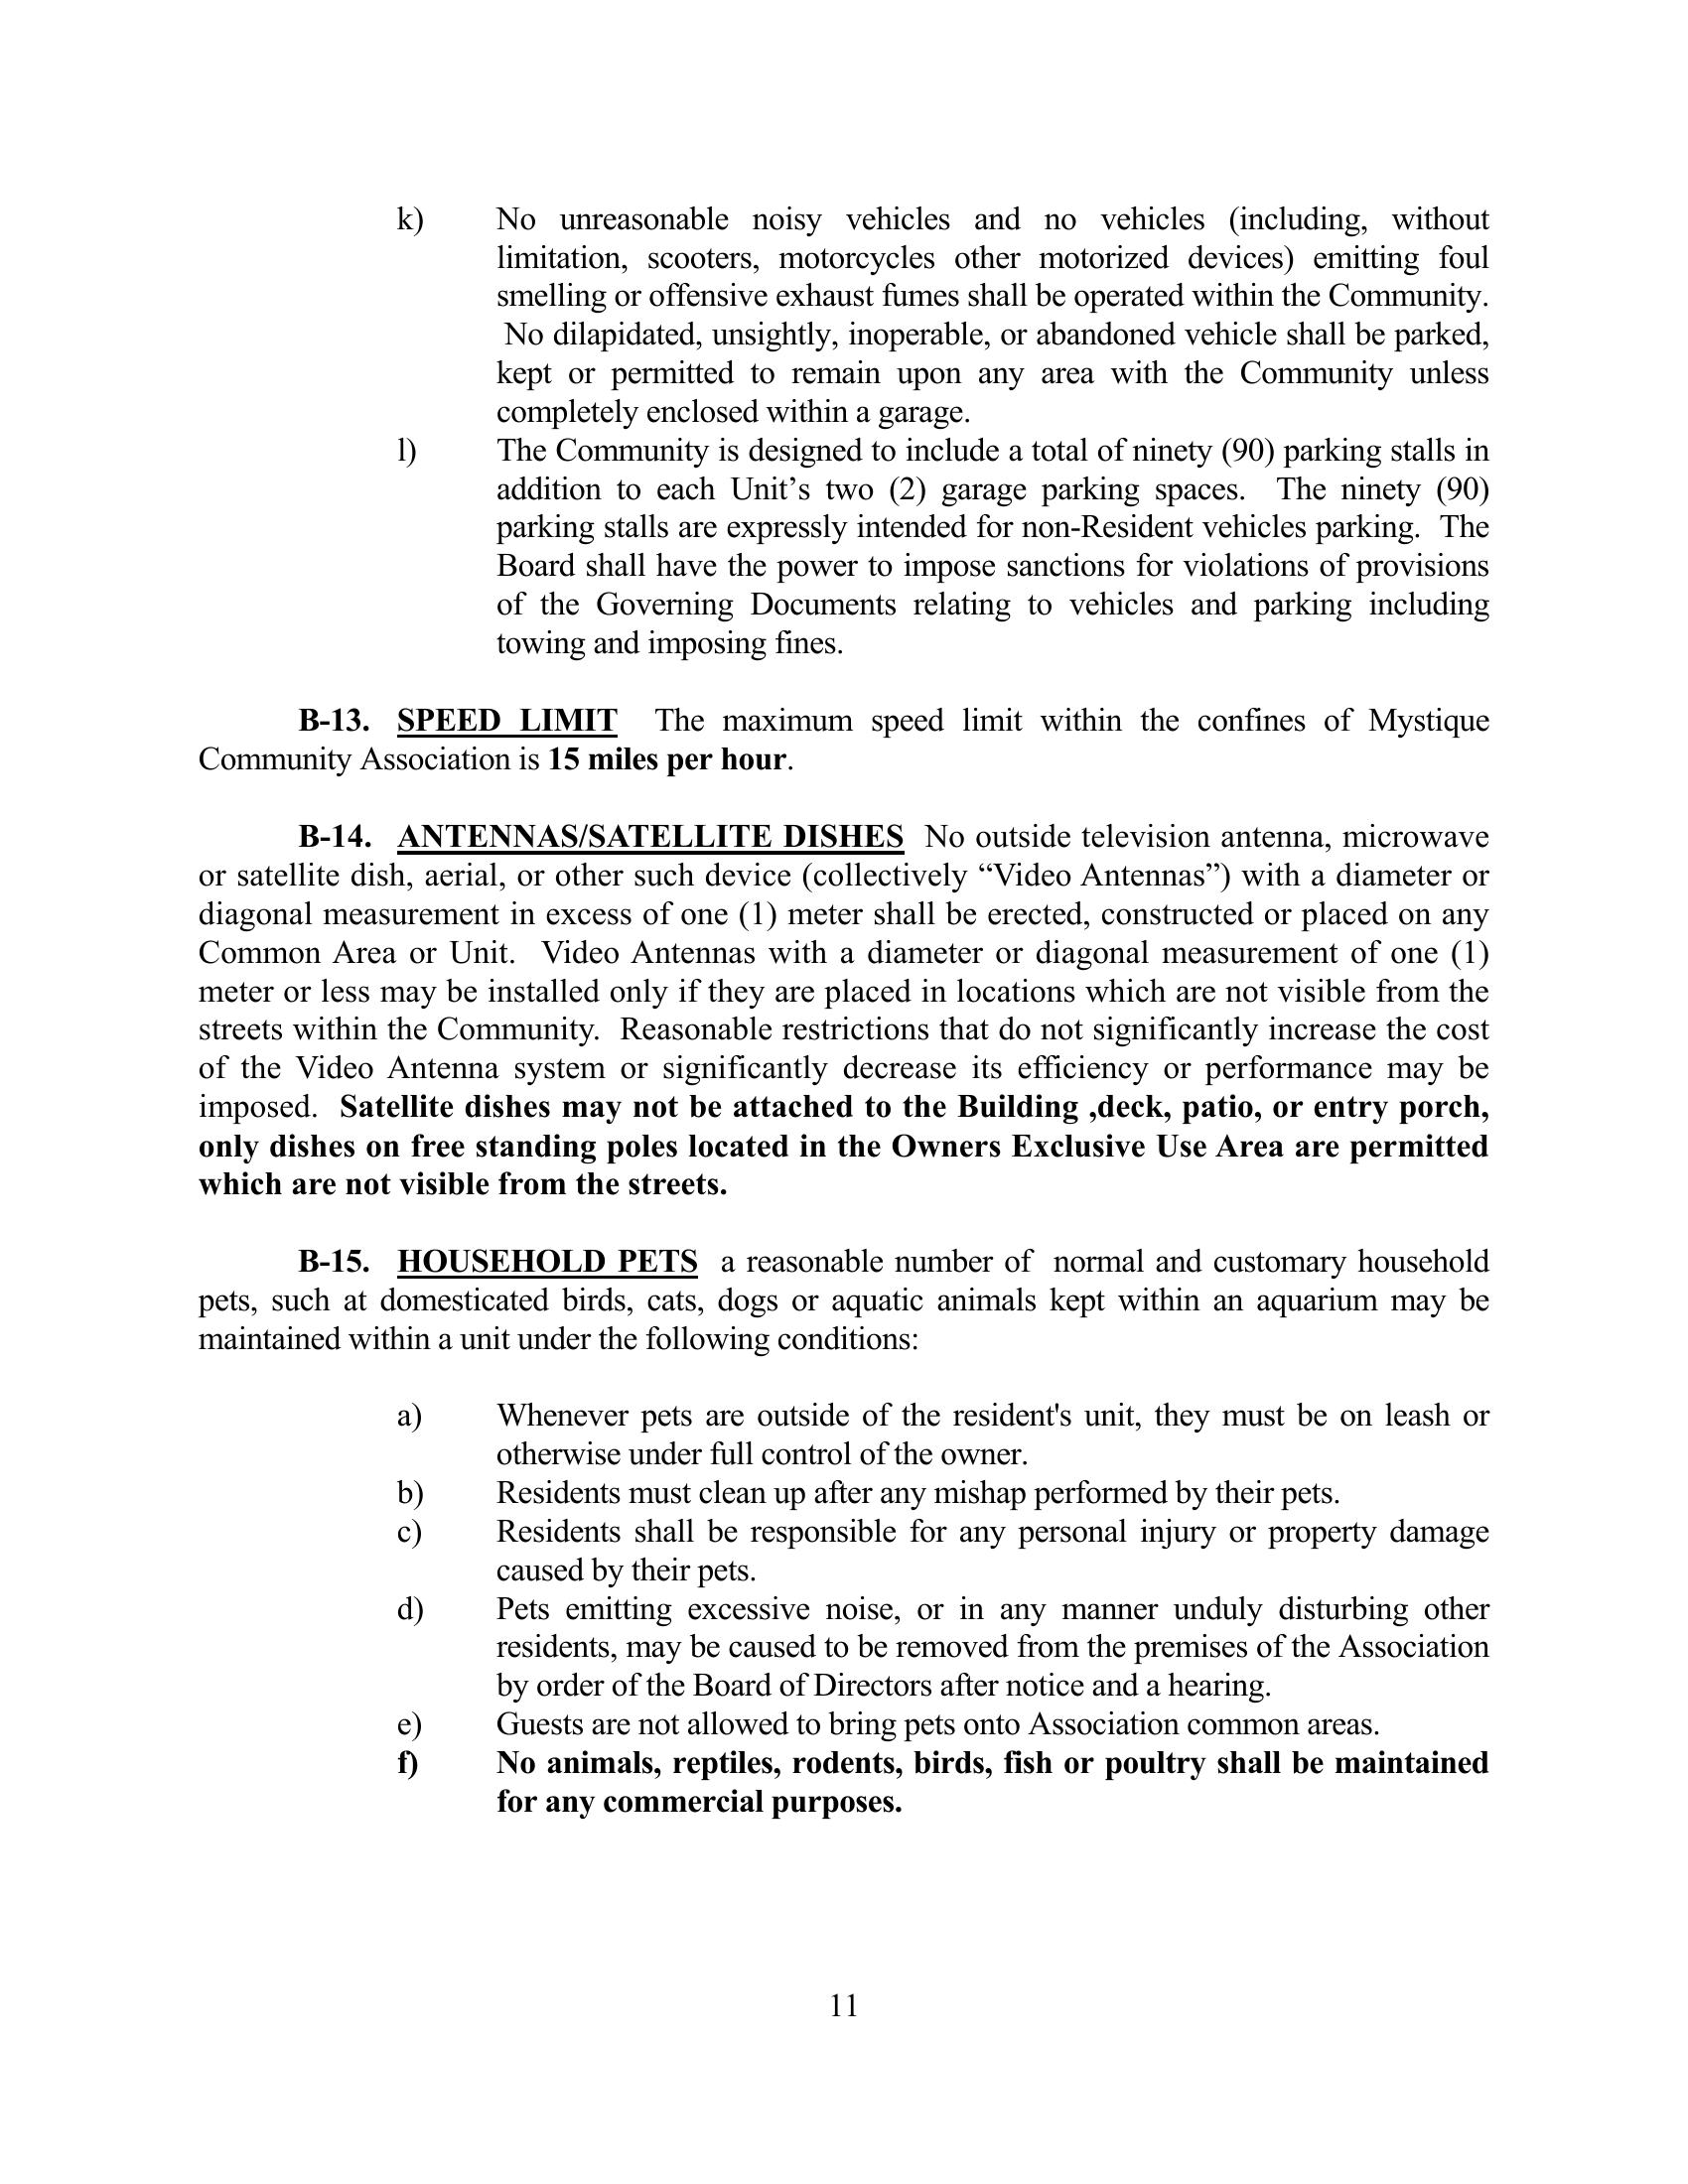 k) No unreasonable noisy vehicles and no vehicles (including, without
limitation, scooters, motorcycles other motorized devices) emitting foul
smelling or offensive exhaust fumes shall be operated within the Community.
No dilapidated, unsightly, inoperable, or abandoned vehicle shall be parked,
kept or permitted to remain upon any area with the Community unless
completely enclosed within a garage.
l) The Community is designed to include a total of ninety (90) parking stalls in
addition to each Unit’s two (2) garage parking spaces. The ninety (90)
parking stalls are expressly intended for non-Resident vehicles parking. The
Board shall have the power to impose sanctions for violations of provisions
of the Governing Documents relating to vehicles and parking including
towing and imposing fines.
B-13. SPEED LIMIT The maximum speed limit within the confines of Mystique
Community Association is 15 miles per hour.
B-14. ANTENNAS/SATELLITE DISHES No outside television antenna, microwave
or satellite dish, aerial, or other such device (collectively “Video Antennas”) with a diameter or
diagonal measurement in excess of one (1) meter shall be erected, constructed or placed on any
Common Area or Unit. Video Antennas with a diameter or diagonal measurement of one (1)
meter or less may be installed only if they are placed in locations which are not visible from the
streets within the Community. Reasonable restrictions that do not significantly increase the cost
of the Video Antenna system or significantly decrease its efficiency or performance may be
imposed. Satellite dishes may not be attached to the Building ,deck, patio, or entry porch,
only dishes on free standing poles located in the Owners Exclusive Use Area are permitted
which are not visible from the streets.
B-15. HOUSEHOLD PETS a reasonable number of normal and customary household
pets, such at domesticated birds, cats, dogs or aquatic animals kept within an aquarium may be
maintained within a unit under the following conditions:
a) Whenever pets are outside of the resident's unit, they must be on leash or
otherwise under full control of the owner.
b) Residents must clean up after any mishap performed by their pets.
c) Residents shall be responsible for any personal injury or property damage
caused by their pets.
d) Pets emitting excessive noise, or in any manner unduly disturbing other
residents, may be caused to be removed from the premises of the Association
by order of the Board of Directors after notice and a hearing.
e) Guests are not allowed to bring pets onto Association common areas.
f) No animals, reptiles, rodents, birds, fish or poultry shall be maintained
for any commercial purposes.
11